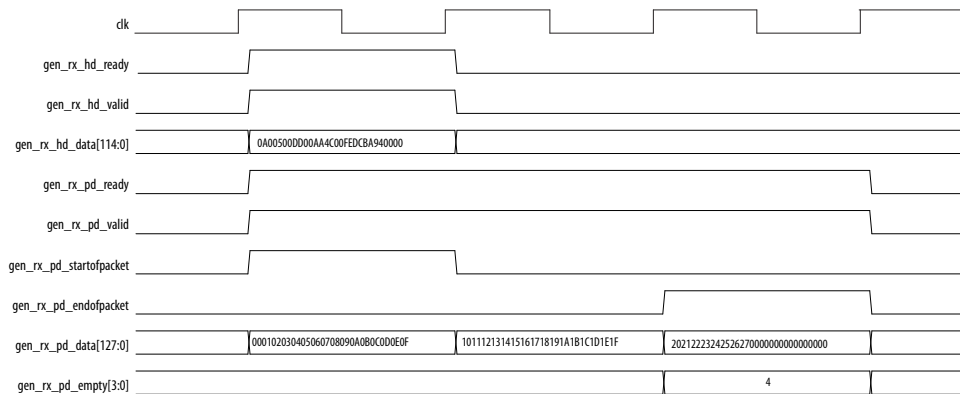 clk
gen_rx_hd_ready
gen_rx_hd_valid
gen_rx_hd_data[114:0] 0A00500DD00AA4C00FEDCBA940000
gen_rx_pd_ready
gen_rx_pd_valid
gen_rx_pd_startofpacket
gen_rx_pd_endofpacket
gen_rx_pd_data[127:0] 000102030405060708090A0B0C0D0E0F 101112131415161718191A1B1C1D1E1F 20212223242526270000000000000000
gen_rx_pd_empty[3:0] 4